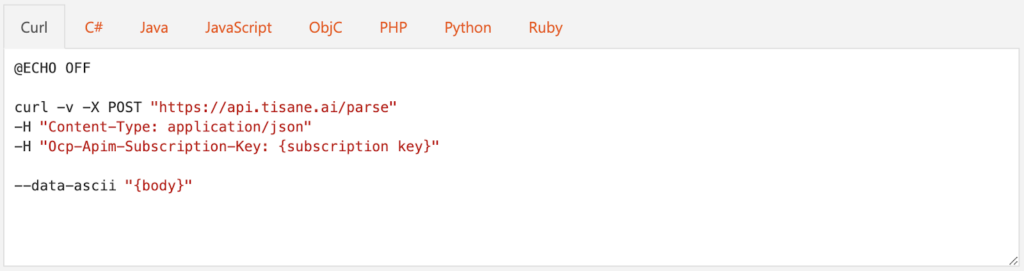 Curl C# Java JavaScript ObjC PHP Python Ruby
@ECHO OFF
curl -v -X POST "https://api.tisane.ai/parse"
-H "Content-Type: application/json"
-H "Ocp-Apim-Subscription-Key: {subscription key}"
--data-ascii "{body}"